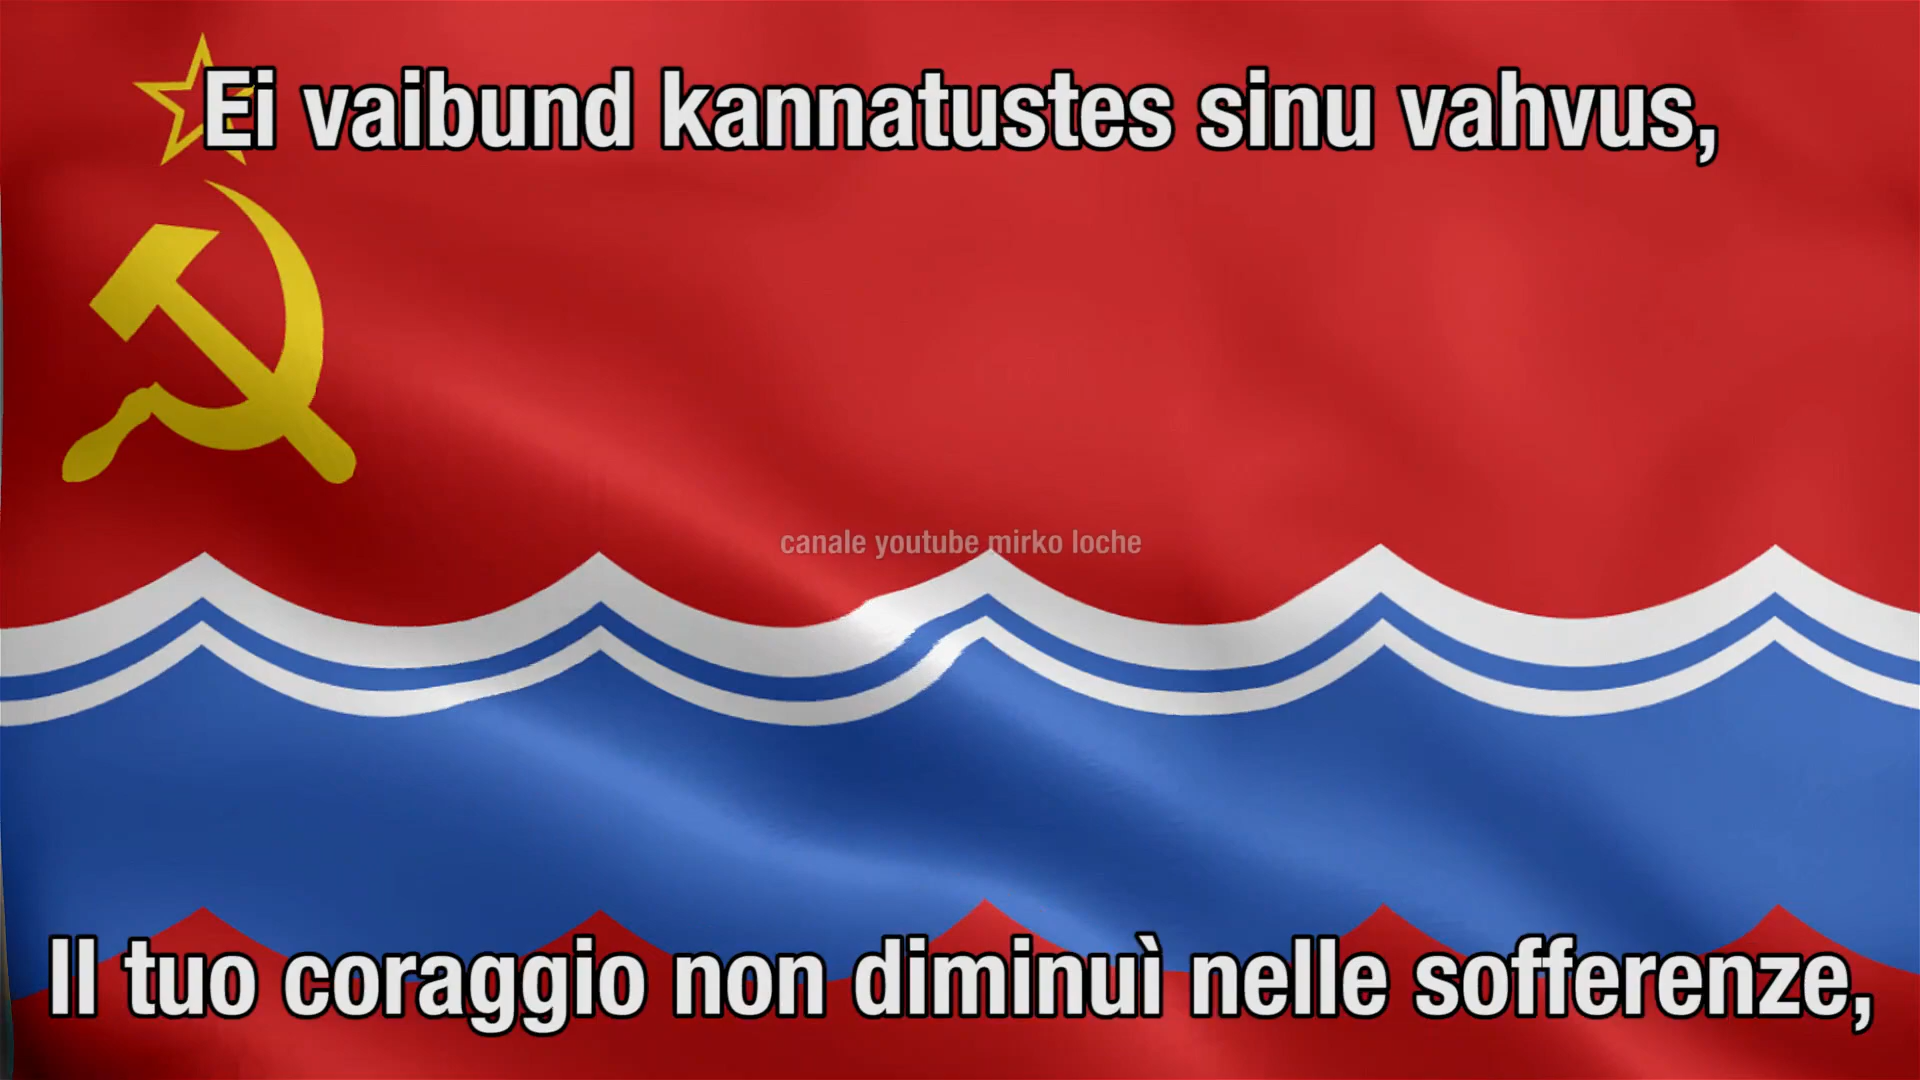 Ei vaibund kannatustes sinu vahvus,
canale youtube mirko loche
Il tuo coraggio non diminuì nelle sofferenze,